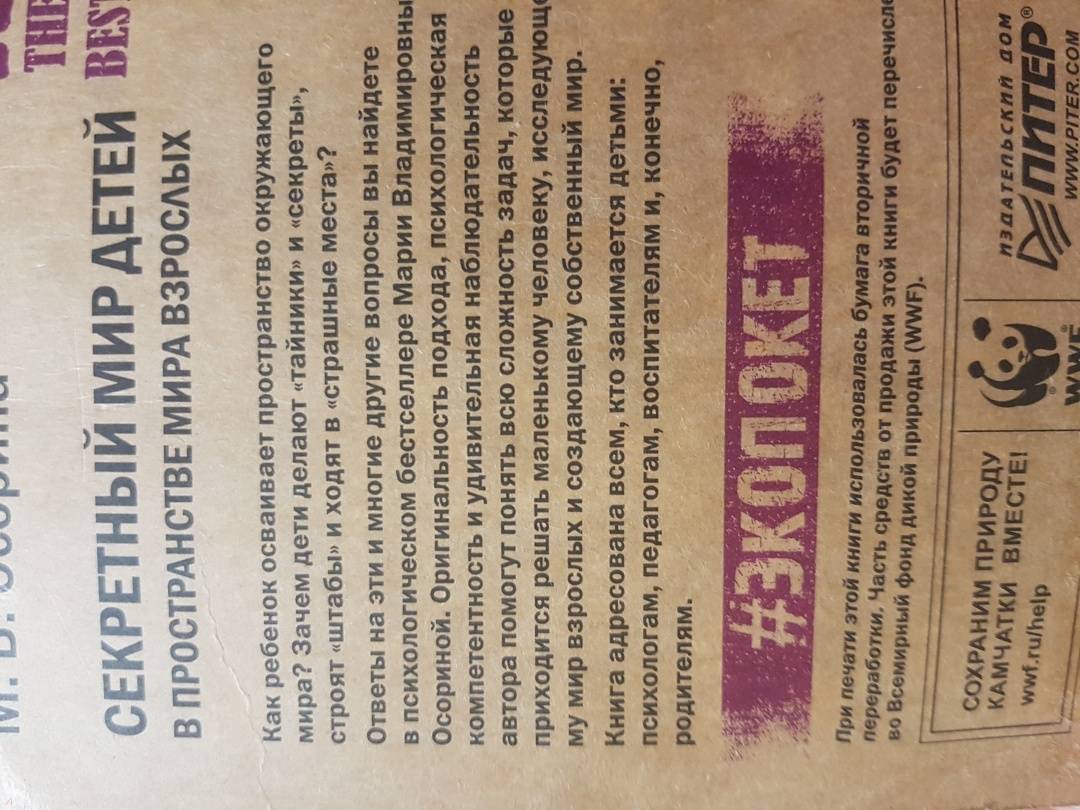 М. В. Осорина
СЕКРЕТНЫЙ МИР ДЕТЕЙ
В ПРОСТРАНСТВЕ МИРА ВЗРОСЛЫХ
THE
BEST
Как ребенок осваивает пространство окружающего
мира? Зачем дети делают «тайники» и «секреты»,
строят «штабы» и ходят в «страшные места»?
Ответы на эти и многие другие вопросы вы найдете
в психологическом бестселлере Марии Владимировны
Осориной. Оригинальность подхода, психологическая
компетентность и удивительная наблюдательность
автора помогут понять всю сложность задач, которые
приходится решать маленькому человеку, исследующе
му мир взрослых и создающему собственный мир.
Книга адресована всем, кто занимается детьми:
психологам, педагогам, воспитателям и, конечно,
родителям.
#ЭКОПОКЕТ
При печати этой книги использовалась бумага вторичной
переработки. Часть средств от продажи этой книги будет перечисле
во Всемирный фонд дикой природы (WWF).
СОХРАНИМ ПРИРОДУ
КАМЧАТКИ ВМЕСТЕ!
wwf.ru/help
WWF
ИЗДАТЕЛЬСКИЙ ДОМ
ПИТЕР®
WWW.PITER.COM